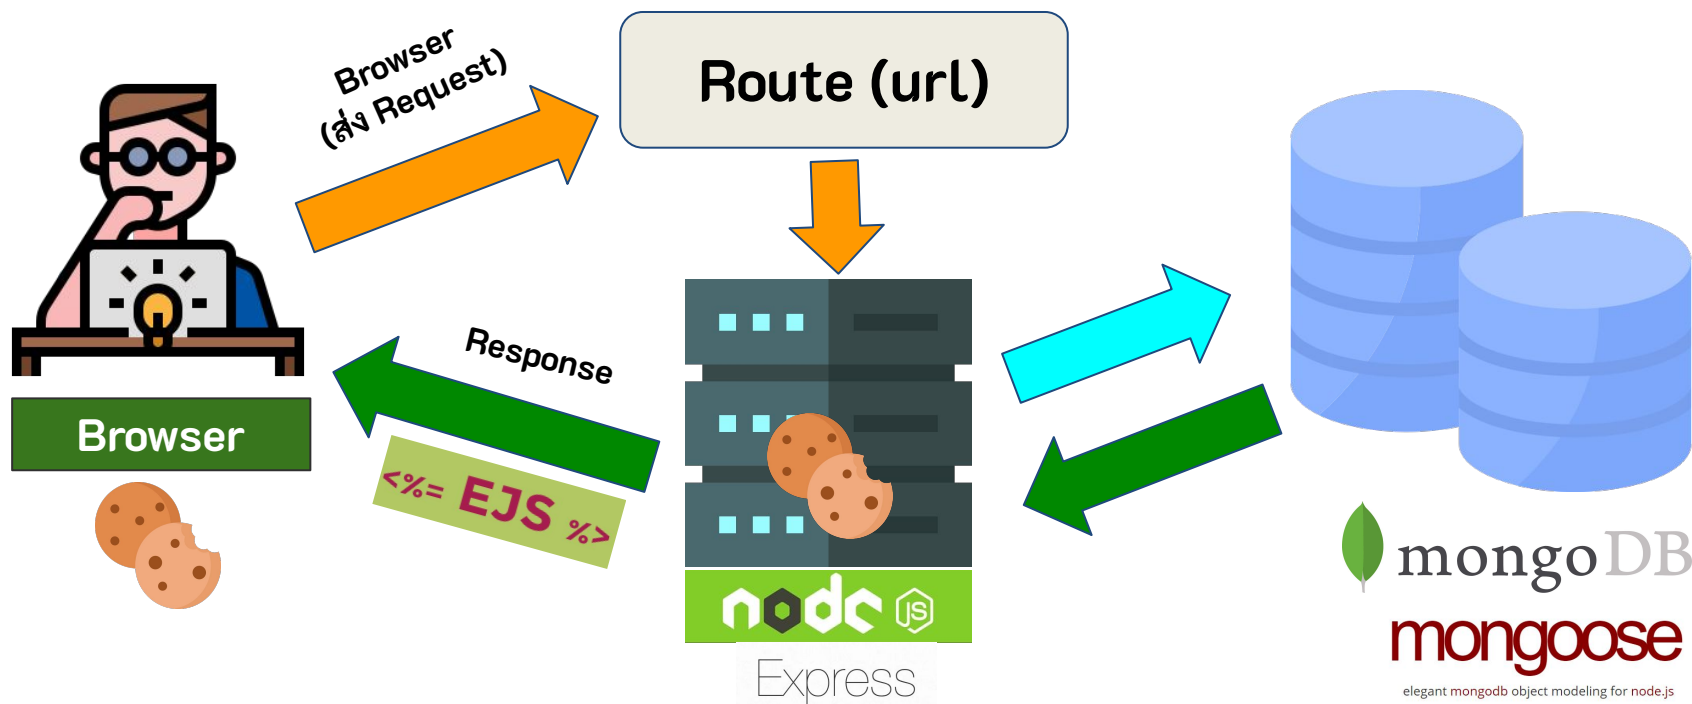 Browser
(ส่ง Request)
Route (url)
Response
Browser
<%= EJS %>
node
JS
Express
mongoDB
mongoose
elegant mongodb object modeling for node.js